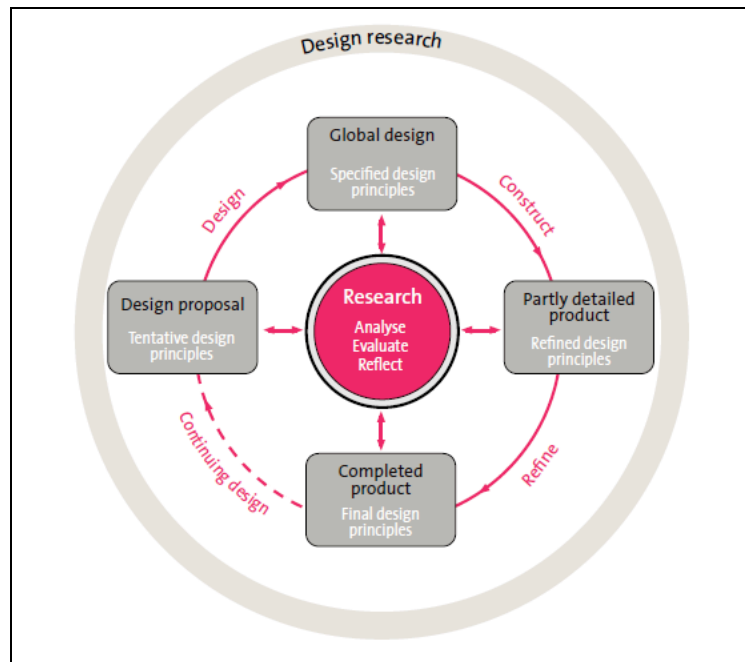 Design research
Global design
Specified design
principles
Design
Construct
Design proposal
Tentative design
principles
Research
Analyse
Evaluate
Reflect
Partly detailed
product
Refined design
principles
Continuing design
Refine
Completed
product
Final design
principles